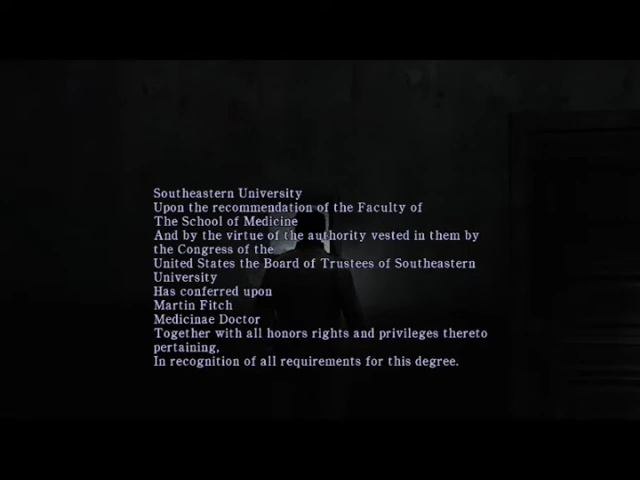 Southeastern University
Upon the recommendation of the Faculty of
The School of Medicine
And by the virtue of the authority vested in them by
the Congress of the
United States the Board of Trustees of Southeastern
University
Has conferred upon
Martin Fitch
Medicinae Doctor
Together with all honors rights and privileges thereto
pertaining,
In recognition of all requirements for this degree.